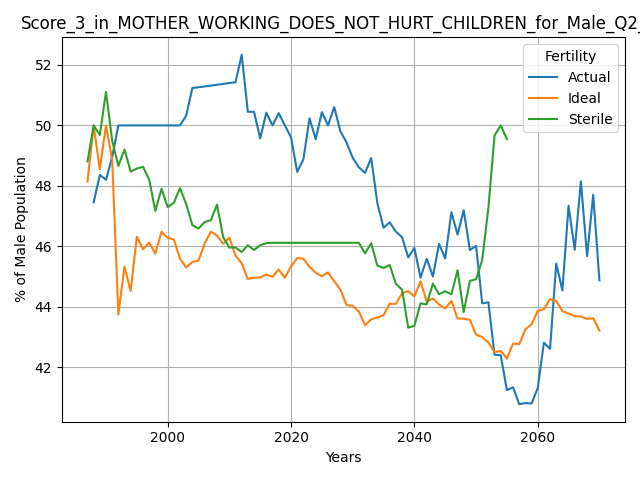 Score_3_in_MOTHER_WORKING_DOES_NOT_HURT_CHILDREN_for_Male_Q2_
Fertility
Actual
Ideal
Sterile
% of Male Population
52
50
48
46
44
42
2000 2020 2040 2060
Years